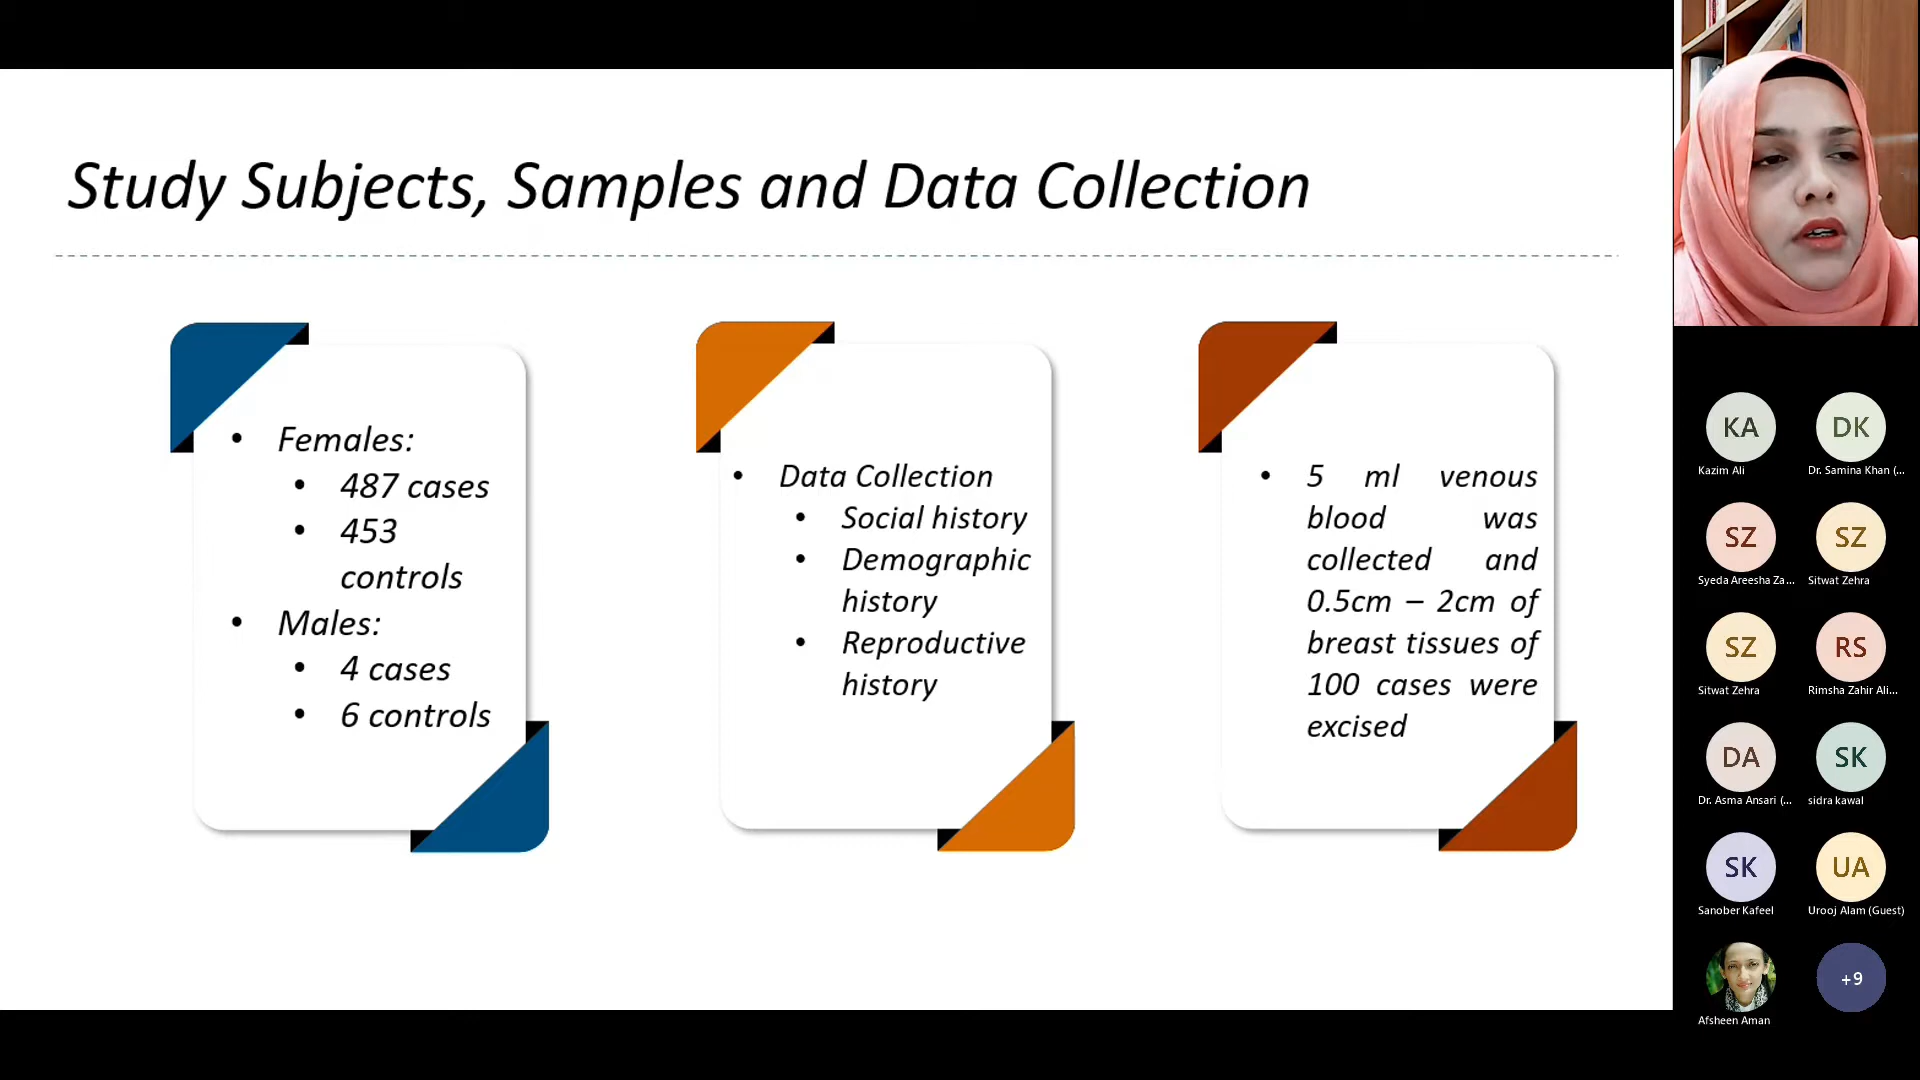 Study Subjects, Samples and Data Collection
• Females:
• 487 cases
• 453
controls
• Males:
• 4 cases
• 6 controls
• Data Collection
• Social history
• Demographic
history
• Reproductive
history
• 5 ml venous
blood was
collected and
0.5cm – 2cm of
breast tissues of
100 cases were
excised
KA
Kazim Ali
DK
Dr. Samina Khan (...
SZ
Syeda Areesha Za...
SZ
Sitwat Zehra
SZ
Sitwat Zehra
RS
Rimsha Zahir Ali...
DA
Dr. Asma Ansari (...
SK
sidra kawal
SK
Sanober Kafeel
UA
Urooj Alam (Guest)
Afsheen Aman
+9